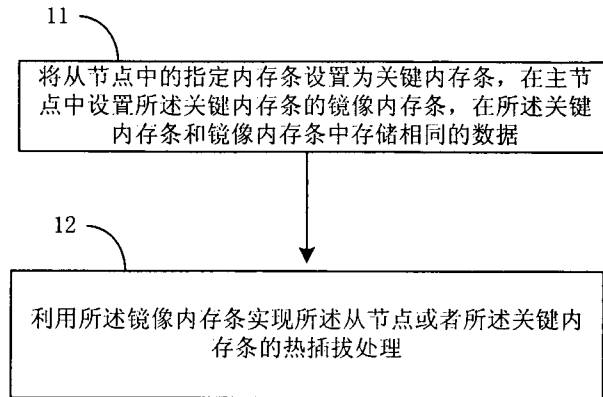 11
将从节点中的指定内存条设置为关键内存条，在主节
点中设置所述关键内存条的镜像内存条，在所述关键
内存条和镜像内存条中存储相同的数据
12
利用所述镜像内存条实现所述从节点或者所述关键内
存条的热插拔处理